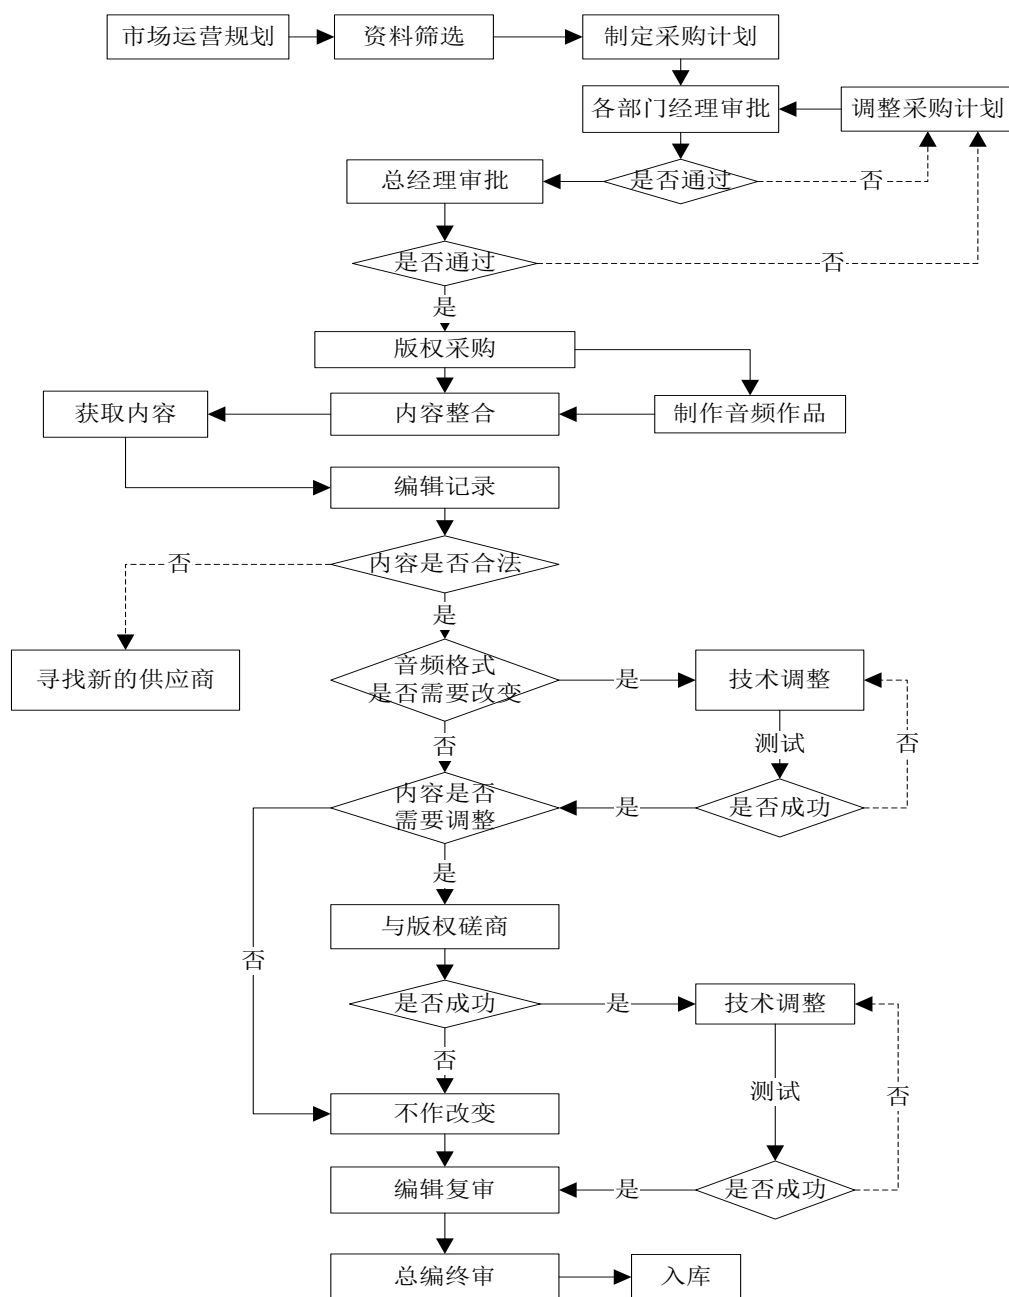 市场运营规划
资料筛选
制定采购计划
各部门经理审批
调整采购计划
总经理审批
是否通过
否
是否通过
否
是
版权采购
获取内容
内容整合
制作音频作品
编辑记录
否
内容是否合法
是
寻找新的供应商
音频格式
是否需要改变
是
技术调整
否
测试
否
内容是否
需要调整
是
是否成功
是
与版权磋商
否
是否成功
是
技术调整
否
测试
否
不作改变
编辑复审
是
是否成功
总编终审
入库